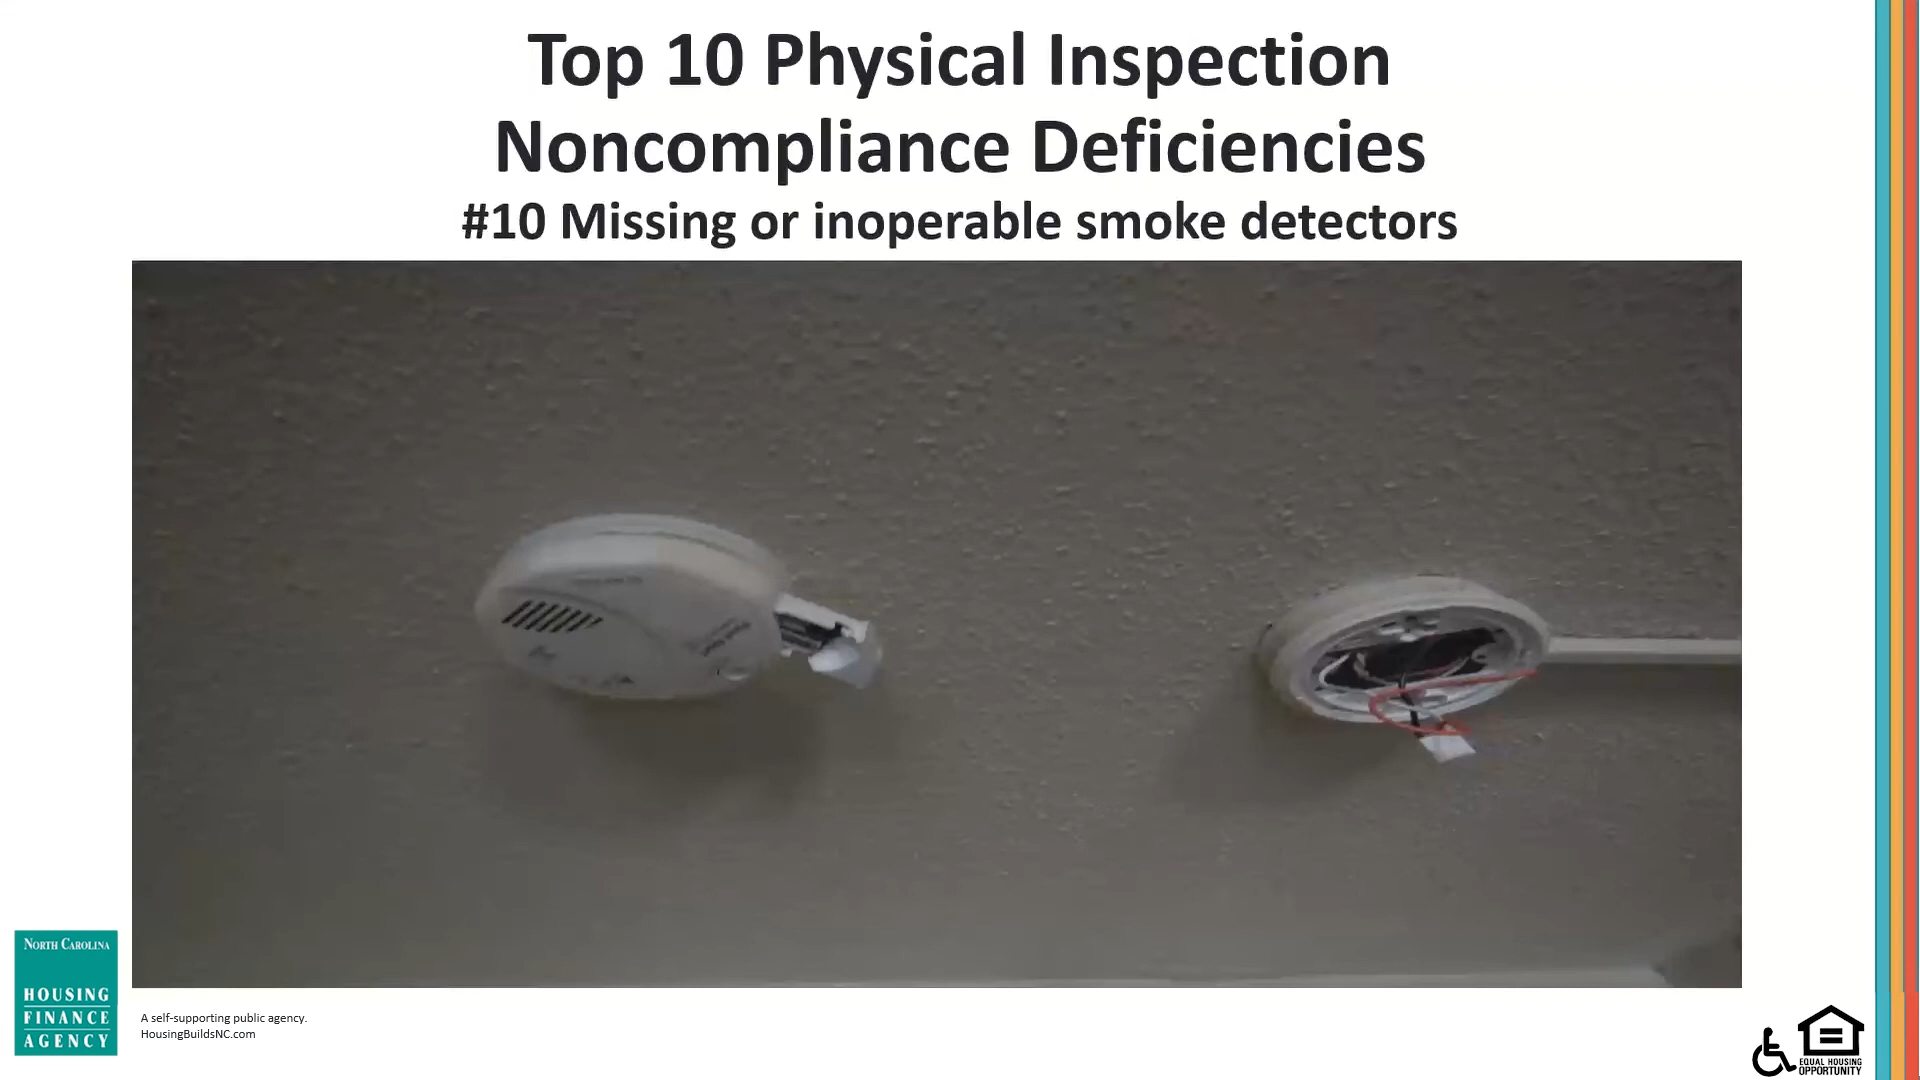 Top 10 Physical Inspection
Noncompliance Deficiencies
#10 Missing or inoperable smoke detectors
NORTH CAROLINA
HOUSING
FINANCE
AGENCY
A self-supporting public agency.
HousingBuildsNC.com
EQUAL HOUSING
OPPORTUNITY